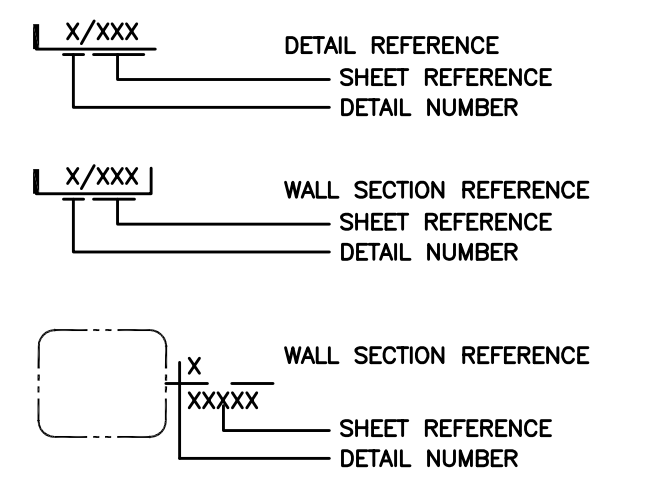 X/XXX
DETAIL REFERENCE
SHEET REFERENCE
DETAIL NUMBER
X/XXX
WALL SECTION REFERENCE
SHEET REFERENCE
DETAIL NUMBER
X
WALL SECTION REFERENCE
XXXXX
SHEET REFERENCE
DETAIL NUMBER